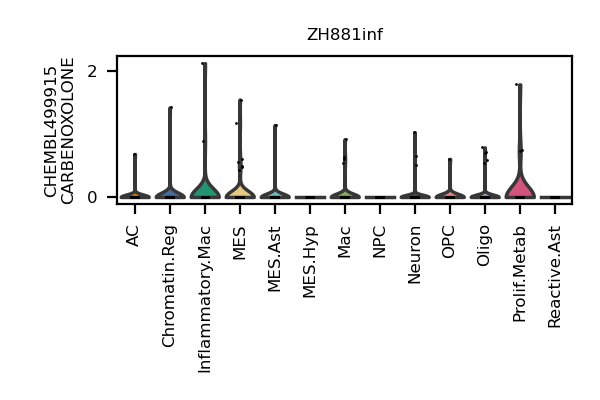 ZH881inf
CHEMBL499915
CARBENOXOLONE
2
0
AC
Chromatin.Reg
Inflammatory.Mac
MES
MES.Ast
MES.Hyp
Mac
NPC
Neuron
OPC
Oligo
Prolif.Metab
Reactive.Ast